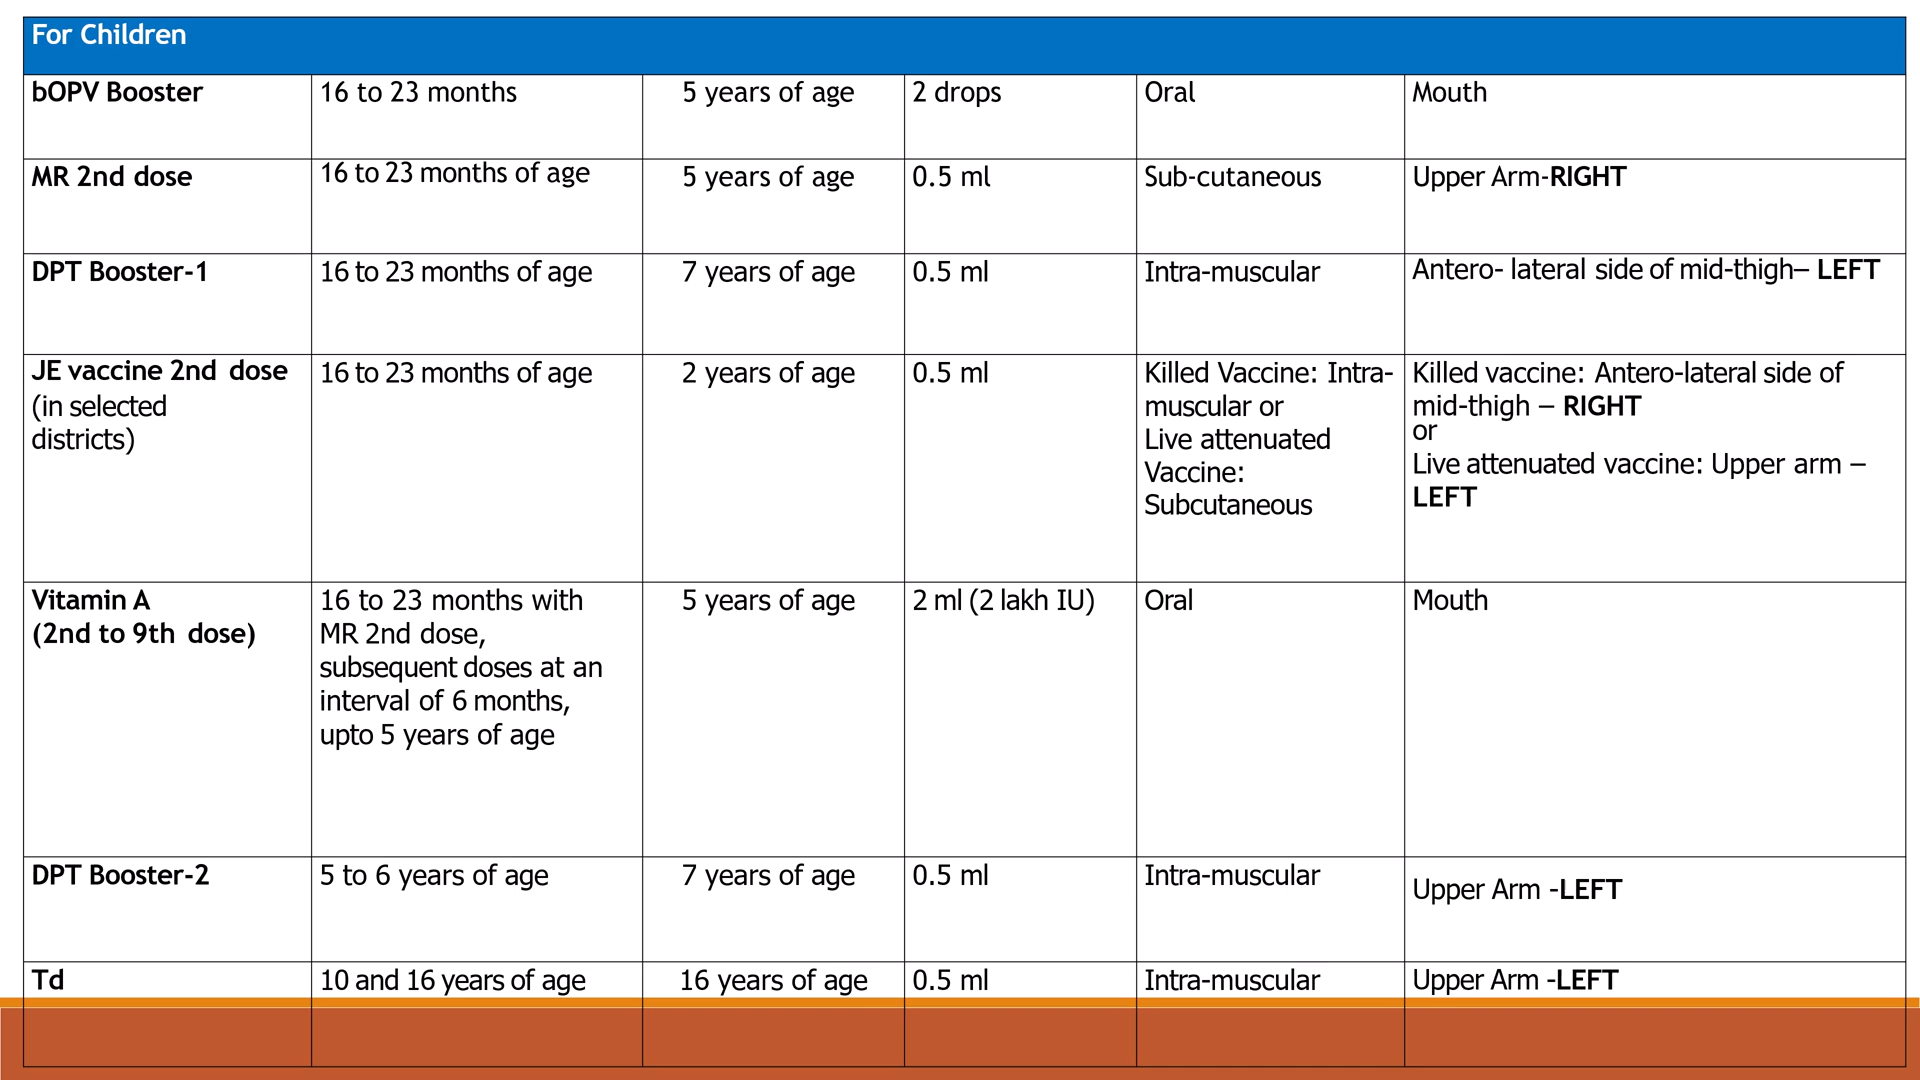 For Children
bOPV Booster
16 to 23 months
5 years of age
2 drops
Oral
Mouth
MR 2nd dose
16 to 23 months of age
5 years of age
0.5 ml
Sub-cutaneous
Upper Arm-RIGHT
DPT Booster-1
16 to 23 months of age
7 years of age
0.5 ml
Intra-muscular
Antero- lateral side of mid-thigh– LEFT
JE vaccine 2nd dose
(in selected
districts)
16 to 23 months of age
2 years of age
0.5 ml
Killed Vaccine: Intra-
muscular or
Live attenuated
Vaccine:
Subcutaneous
Killed vaccine: Antero-lateral side of
mid-thigh – RIGHT
or
Live attenuated vaccine: Upper arm –
LEFT
Vitamin A
(2nd to 9th dose)
16 to 23 months with
MR 2nd dose,
subsequent doses at an
interval of 6 months,
upto 5 years of age
5 years of age
2 ml (2 lakh IU)
Oral
Mouth
DPT Booster-2
5 to 6 years of age
7 years of age
0.5 ml
Intra-muscular
Upper Arm -LEFT
Td
10 and 16 years of age
16 years of age
0.5 ml
Intra-muscular
Upper Arm -LEFT